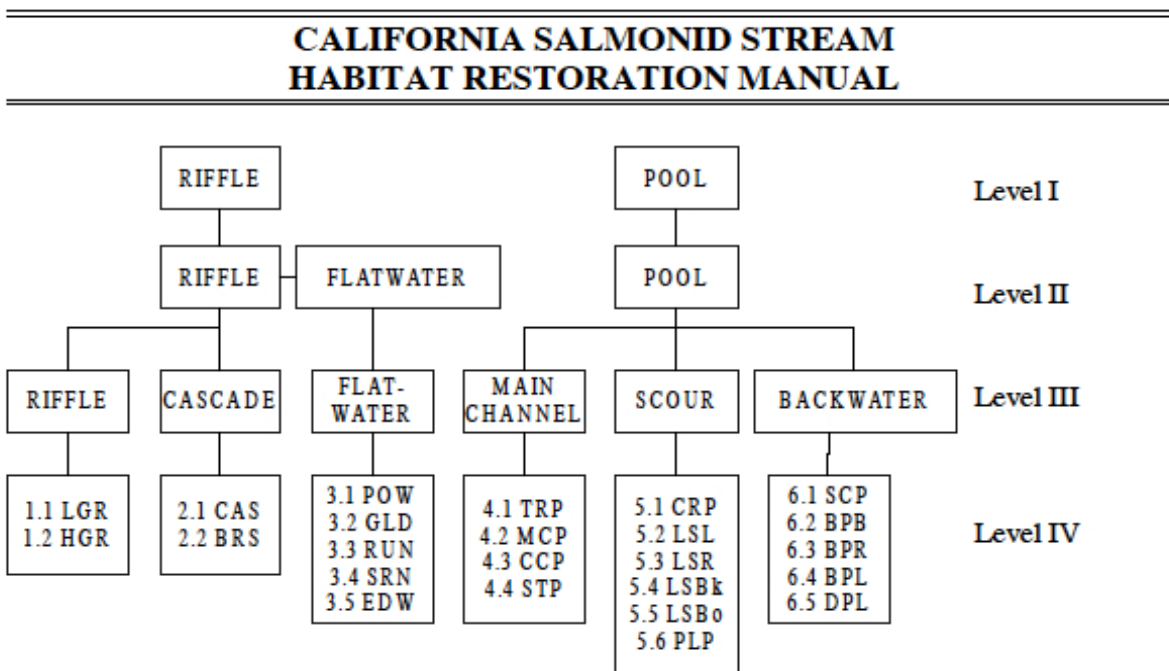 CALIFORNIA SALMONID STREAM
HABITAT RESTORATION MANUAL
RIFFLE
POOL
Level I
RIFFLE
FLATWATER
POOL
Level II
RIFFLE
CASCADE
FLAT-
WATER
MAIN
CHANNEL
SCOUR
BACKWATER
Level III
1.1 LGR
1.2 HGR
2.1 CAS
2.2 BRS
3.1 POW
3.2 GLD
3.3 RUN
3.4 SRN
3.5 EDW
4.1 TRP
4.2 MCP
4.3 CCP
4.4 STP
5.1 CRP
5.2 LSL
5.3 LSR
5.4 LSBk
5.5 LSBo
5.6 PLP
6.1 SCP
6.2 BPB
6.3 BPR
6.4 BPL
6.5 DPL
Level IV